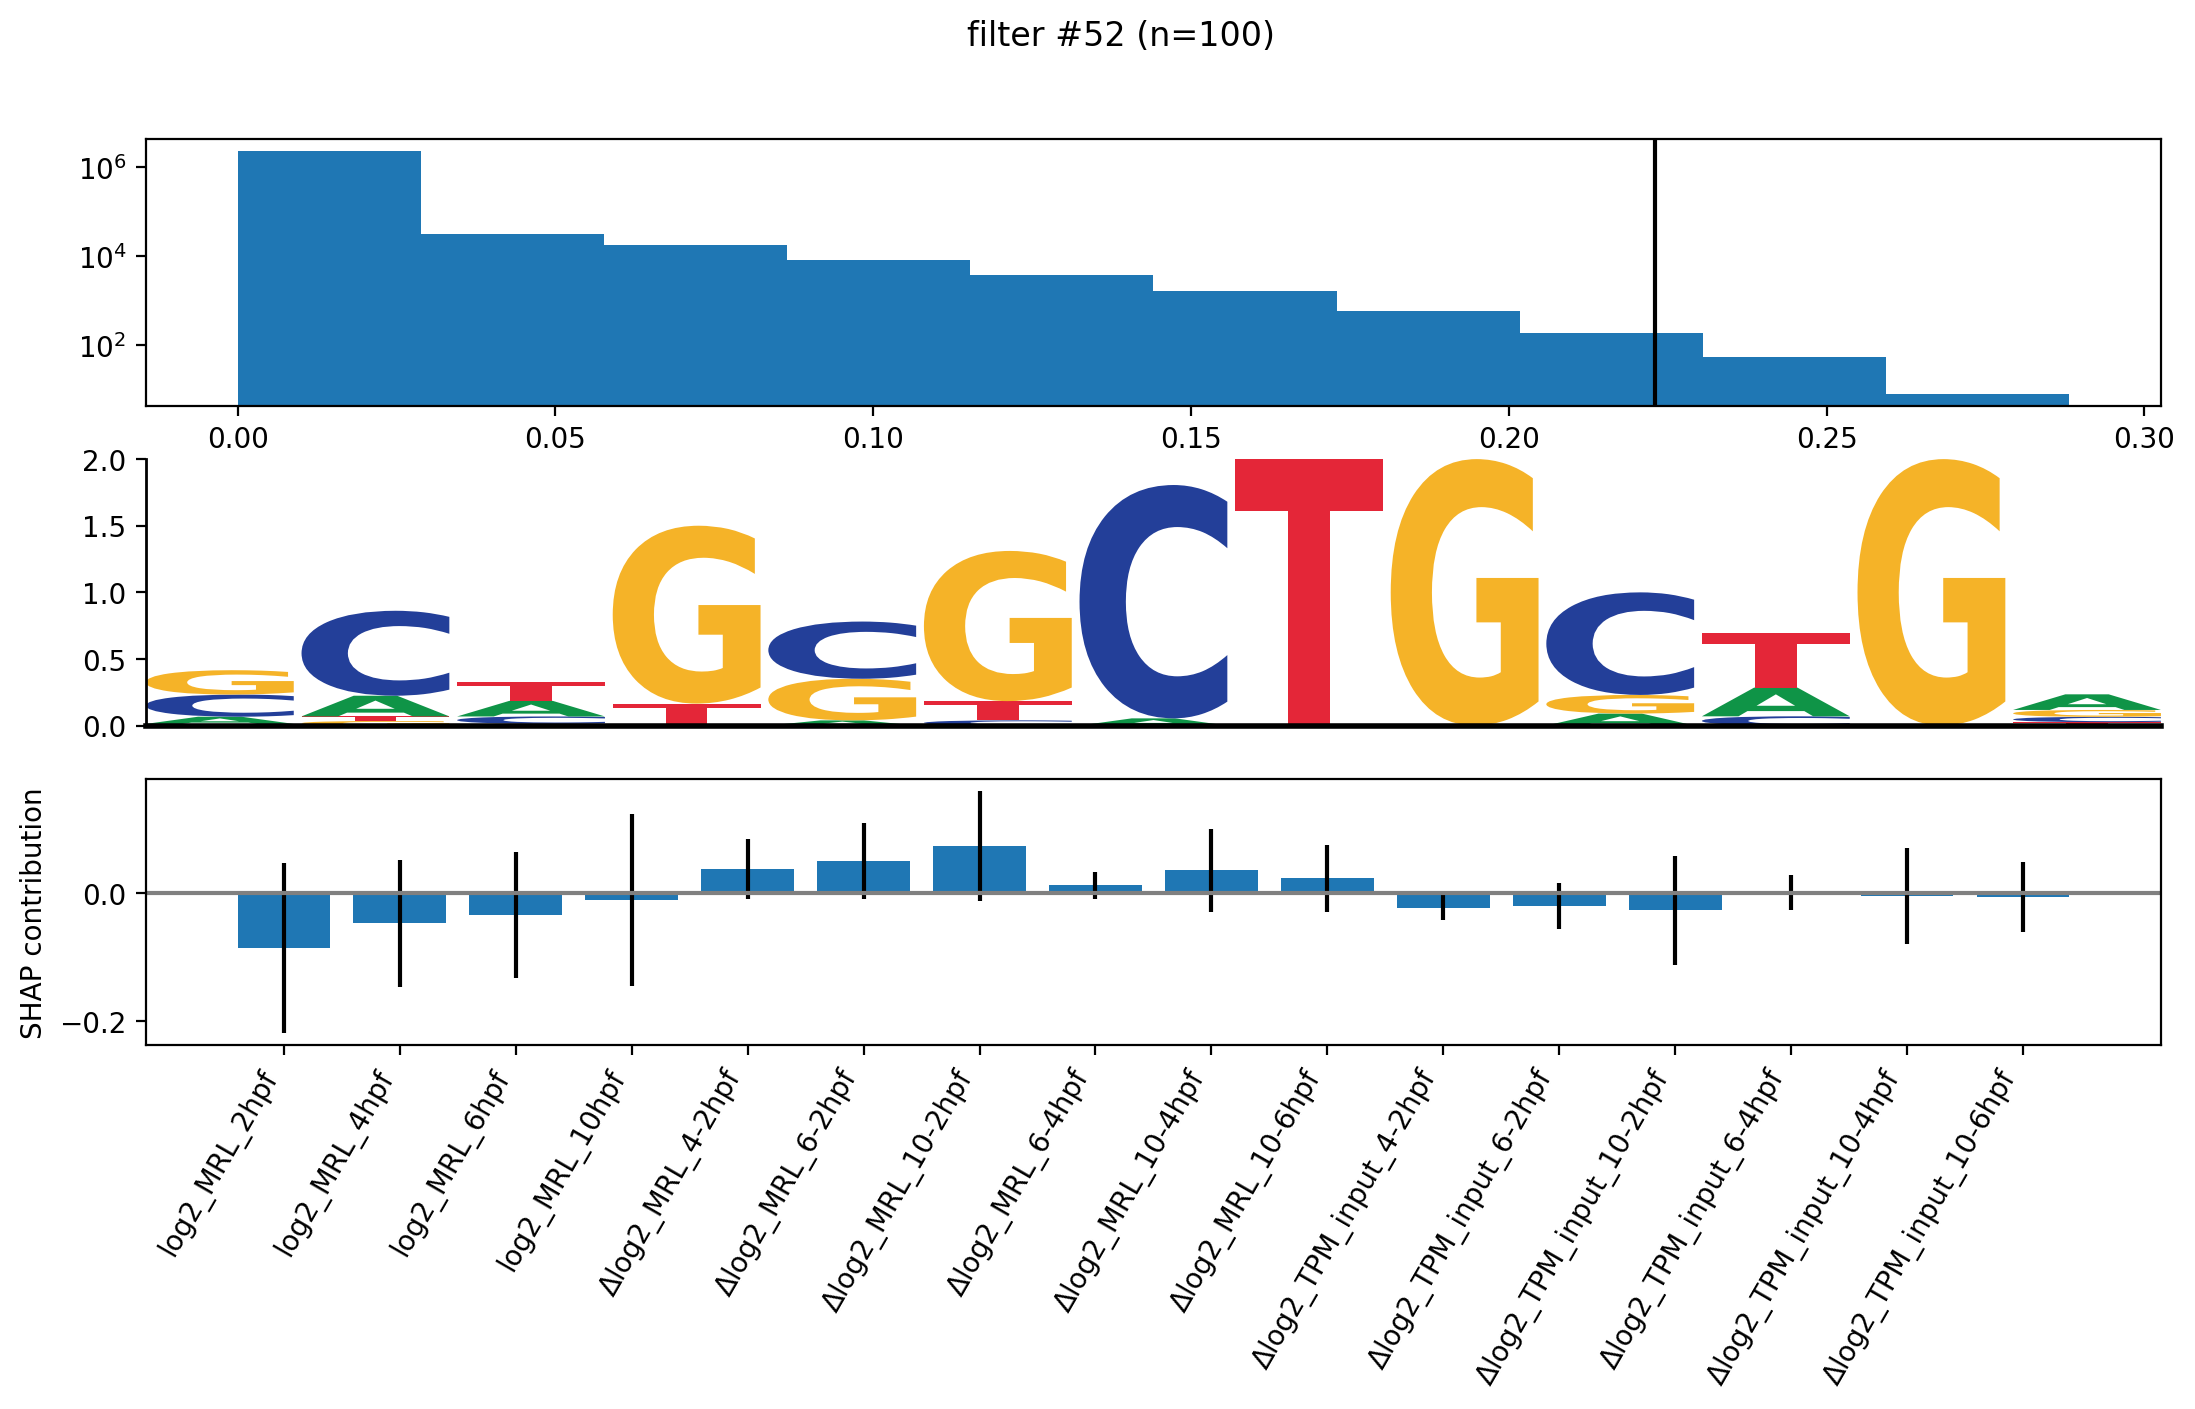 filter #52 (n=100)
10⁶
10⁴
10²
0.00 0.05 0.10 0.15 0.20 0.25 0.30
2.0
1.5
1.0
0.5
0.0
G C A
C A T G
T A C
G T
C G A
G T C
C A
T
G
C G A
T A C
G
A G C T
SHAP contribution
0.0
−0.2
log2_MRL_2hpf
log2_MRL_4hpf
log2_MRL_6hpf
log2_MRL_10hpf
Δlog2_MRL_4-2hpf
Δlog2_MRL_6-2hpf
Δlog2_MRL_10-2hpf
Δlog2_MRL_6-4hpf
Δlog2_MRL_10-4hpf
Δlog2_MRL_10-6hpf
Δlog2_TPM_input_4-2hpf
Δlog2_TPM_input_6-2hpf
Δlog2_TPM_input_10-2hpf
Δlog2_TPM_input_6-4hpf
Δlog2_TPM_input_10-4hpf
Δlog2_TPM_input_10-6hpf